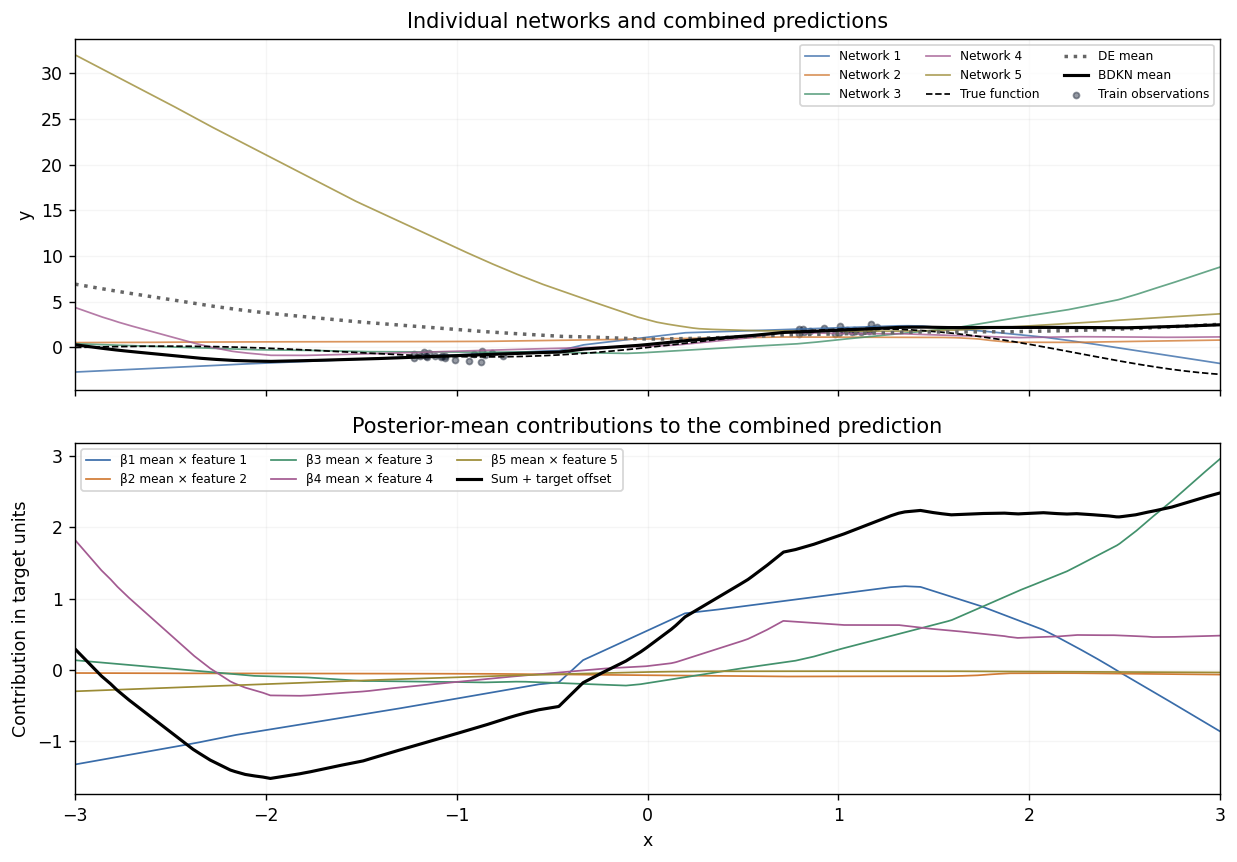 Individual networks and combined predictions
Network 1
Network 2
Network 3
Network 4
Network 5
True function
DE mean
BDKN mean
Train observations
30
25
20
15
10
5
0
y
Posterior-mean contributions to the combined prediction
β1 mean × feature 1
β2 mean × feature 2
β3 mean × feature 3
β4 mean × feature 4
β5 mean × feature 5
Sum + target offset
3
2
1
0
−1
Contribution in target units
−3 −2 −1 0 1 2 3
x